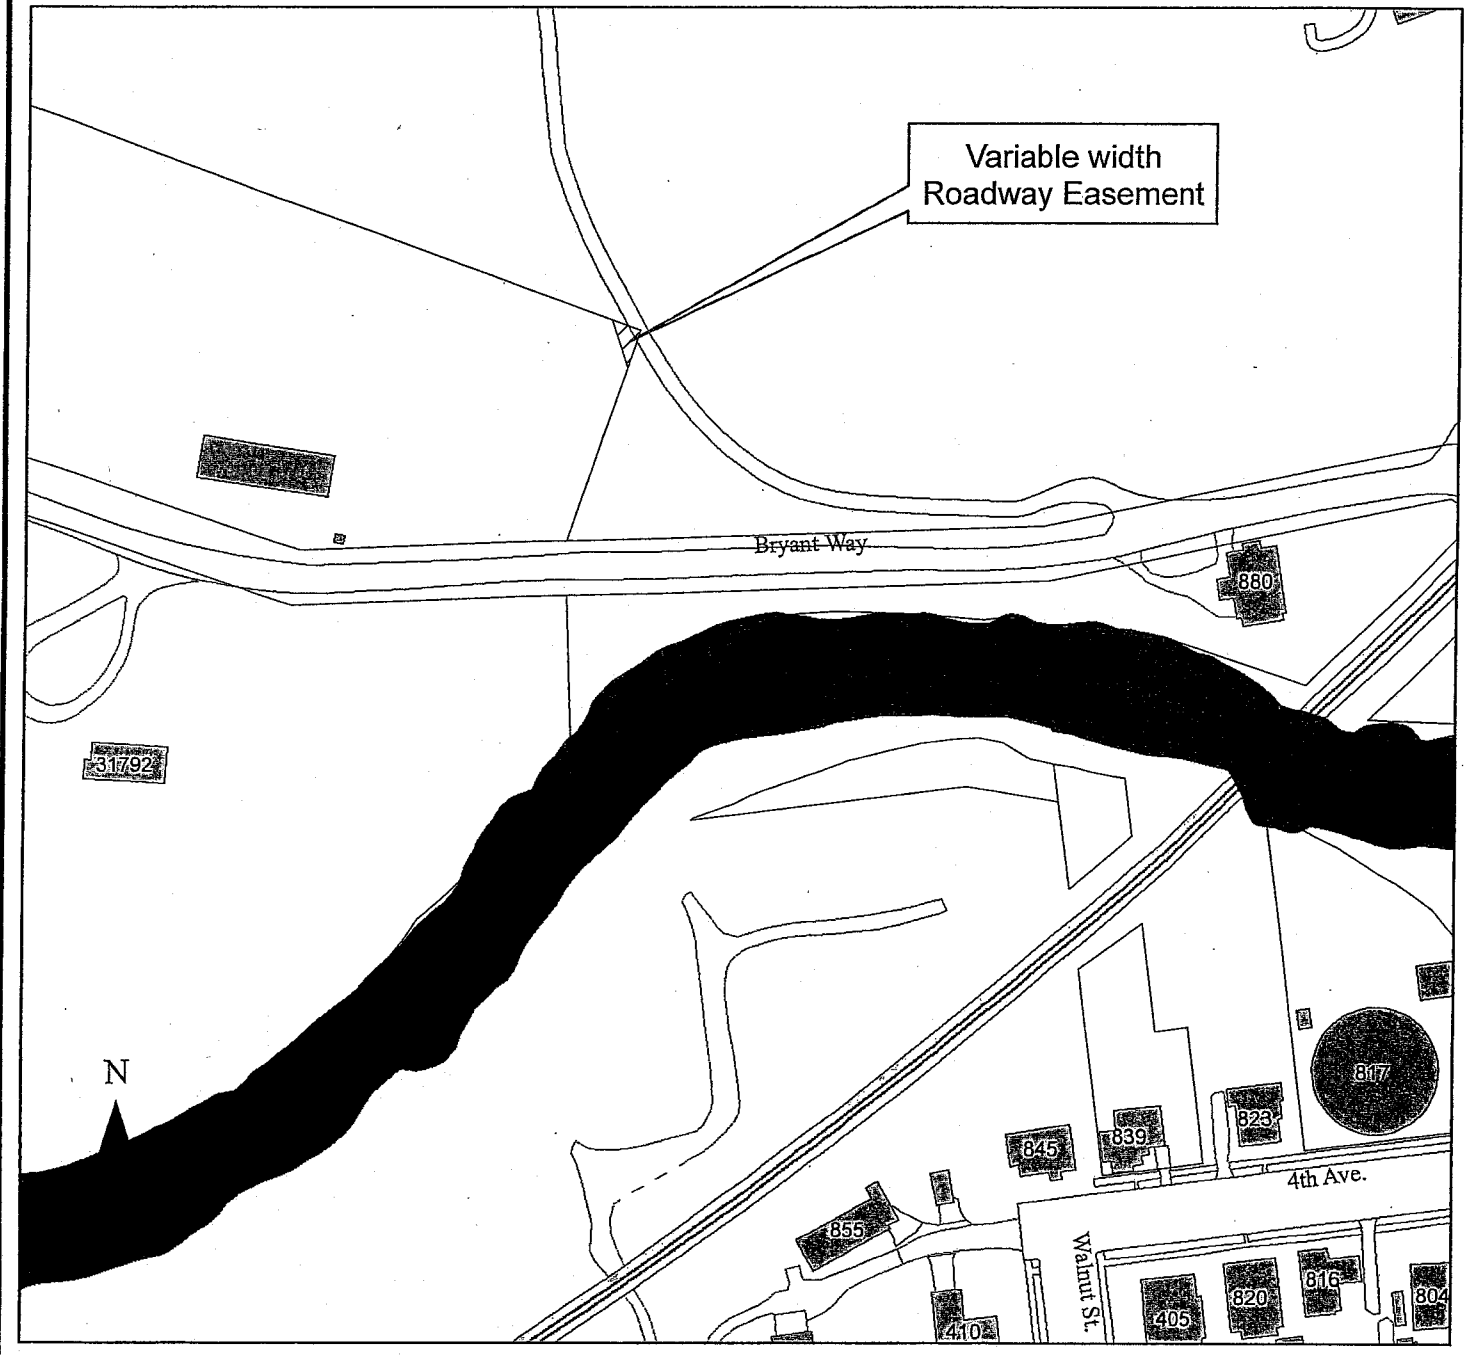 Variable width
Roadway Easement
Bryant Way
880
31792
N
817
823
839
845
4th Ave.
855
Walnut St.
816
820
804
405
410